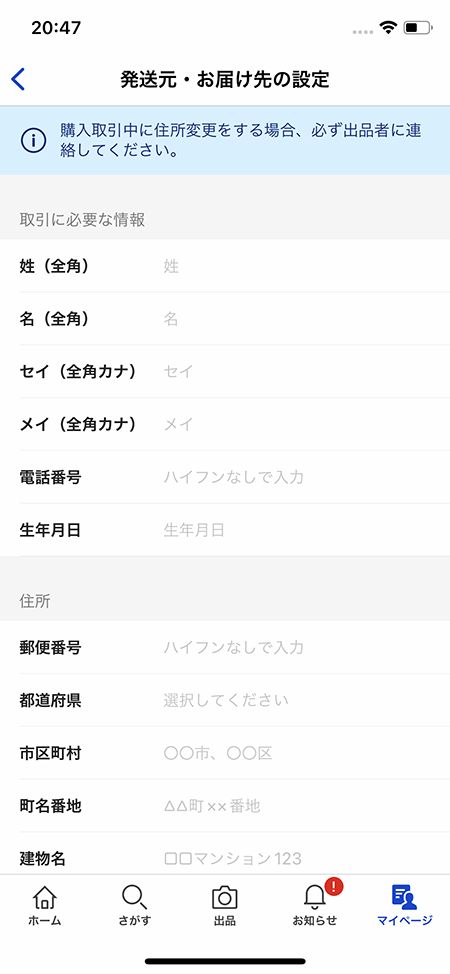 20:47
発送元・お届け先の設定
購入取引中に住所変更をする場合、必ず出品者に連
絡してください。
取引に必要な情報
姓（全角） 姓
名（全角） 名
セイ（全角カナ） セイ
メイ（全角カナ） メイ
電話番号 ハイフンなしで入力
生年月日 生年月日
住所
郵便番号 ハイフンなしで入力
都道府県 選択してください
市区町村 〇〇市、〇〇区
町名番地 △△町××番地
建物名 □□マンション123
ホーム さがす 出品 お知らせ マイページ